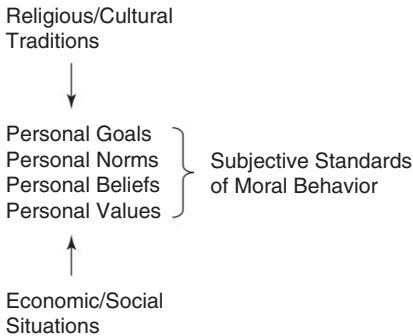 Religious/Cultural
Traditions
Personal Goals
Personal Norms
Personal Beliefs
Personal Values
Subjective Standards
of Moral Behavior
Economic/Social
Situations